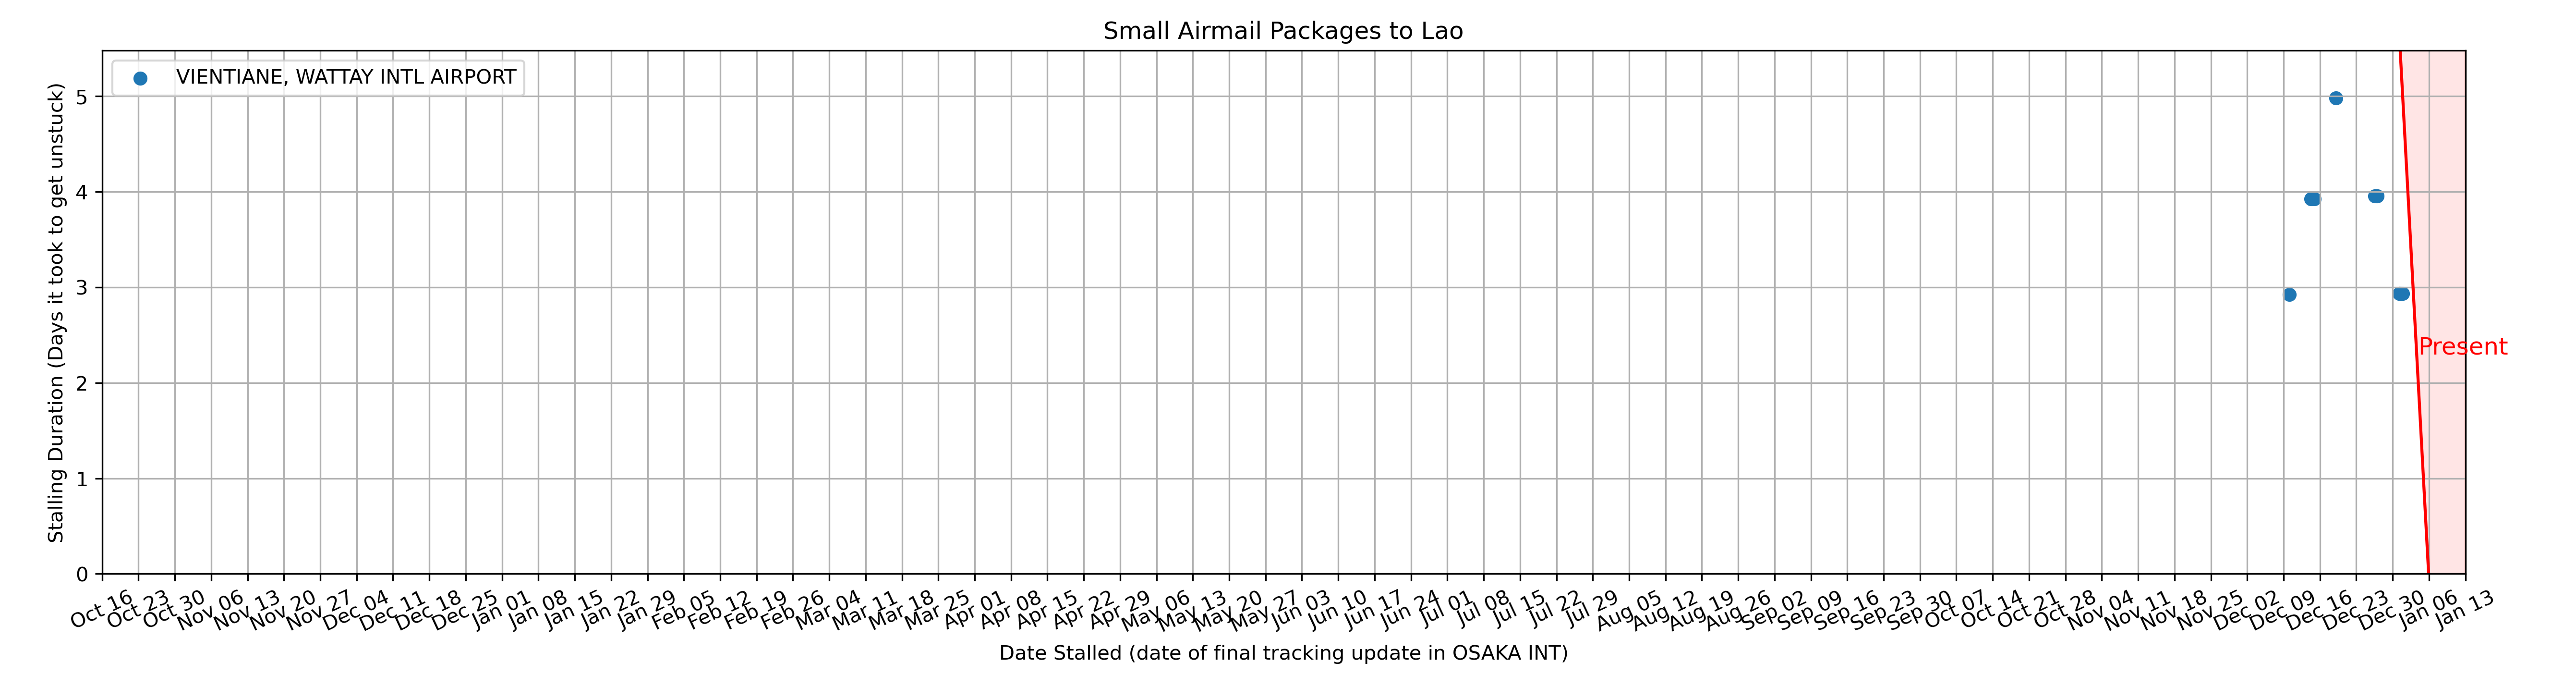 Small Airmail Packages to Lao
VIENTIANE, WATTAY INTL AIRPORT
Stalling Duration (Days it took to get unstuck)
5
4
3
2
1
0
Present
Oct 16
Oct 23
Oct 30
Nov 06
Nov 13
Nov 20
Nov 27
Dec 04
Dec 11
Dec 18
Dec 25
Jan 01
Jan 08
Jan 15
Jan 22
Jan 29
Feb 05
Feb 12
Feb 19
Feb 26
Mar 04
Mar 11
Mar 18
Mar 25
Apr 01
Apr 08
Apr 15
Apr 22
Apr 29
May 06
May 13
May 20
May 27
Jun 03
Jun 10
Jun 17
Jun 24
Jul 01
Jul 08
Jul 15
Jul 22
Jul 29
Aug 05
Aug 12
Aug 19
Aug 26
Sep 02
Sep 09
Sep 16
Sep 23
Sep 30
Oct 07
Oct 14
Oct 21
Oct 28
Nov 04
Nov 11
Nov 18
Nov 25
Dec 02
Dec 09
Dec 16
Dec 23
Dec 30
Jan 06
Jan 13
Date Stalled (date of final tracking update in OSAKA INT)